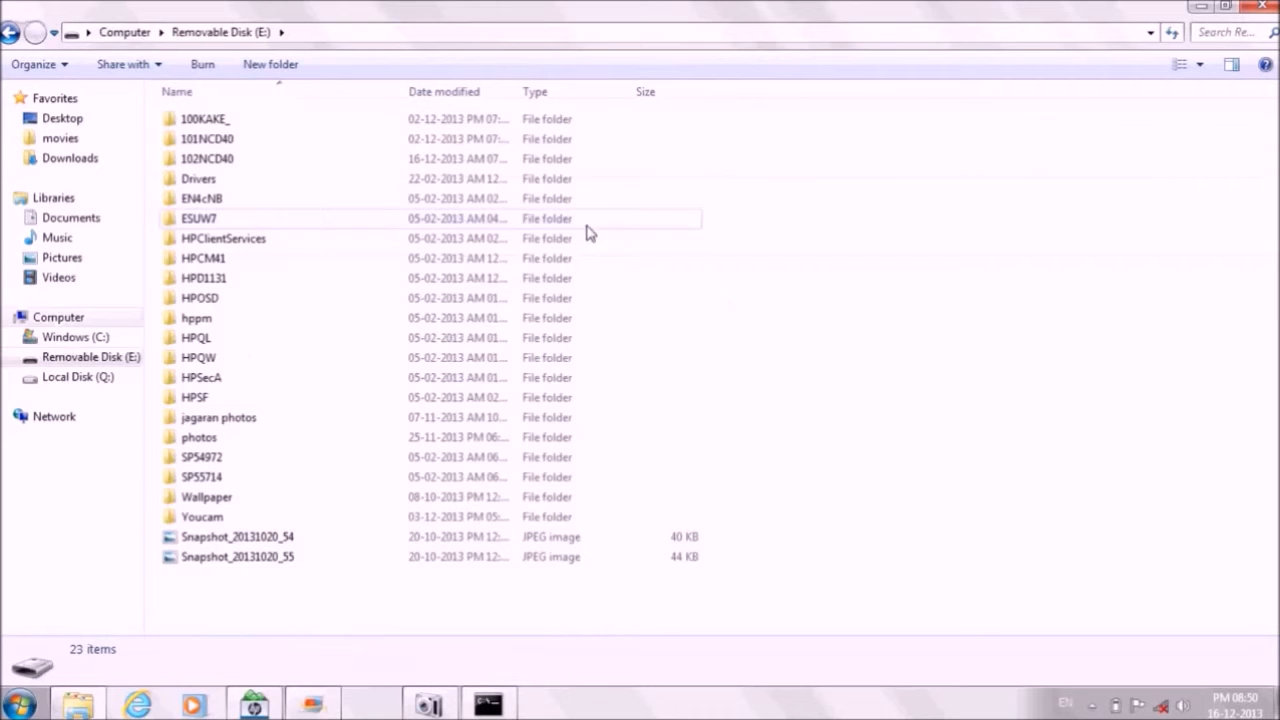 Computer Removable Disk (E:) Search Re...
Organize Share with Burn New folder
Name Date modified Type Size
Favorites
Desktop
movies
Downloads
Libraries
Documents
Music
Pictures
Videos
Computer
Windows (C:)
Removable Disk (E:)
Local Disk (Q:)
Network
100KAKE_ 02-12-2013 PM 07:... File folder
101NCD40 02-12-2013 PM 07:... File folder
102NCD40 16-12-2013 AM 07... File folder
Drivers 22-02-2013 AM 12... File folder
EN4cNB 05-02-2013 AM 02... File folder
ESUW7 05-02-2013 AM 04... File folder
HPClientServices 05-02-2013 AM 02... File folder
HPCM41 05-02-2013 AM 12... File folder
HPD1131 05-02-2013 AM 12... File folder
HPOSD 05-02-2013 AM 01... File folder
hppm 05-02-2013 AM 01... File folder
HPQL 05-02-2013 AM 01... File folder
HPQW 05-02-2013 AM 01... File folder
HPSecA 05-02-2013 AM 01... File folder
HPSF 05-02-2013 AM 02... File folder
jagaran photos 07-11-2013 AM 10... File folder
photos 25-11-2013 PM 06:... File folder
SP54972 05-02-2013 AM 06... File folder
SP55714 05-02-2013 AM 06... File folder
Wallpaper 08-10-2013 PM 12:... File folder
Youcam 03-12-2013 PM 05:... File folder
Snapshot_20131020_54 20-10-2013 PM 12:... JPEG image 40 KB
Snapshot_20131020_55 20-10-2013 PM 12:... JPEG image 44 KB
23 items
EN
PM 08:50
16-12-2013